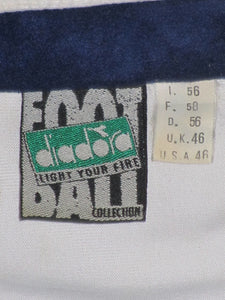 FOOT
diadora
LIGHT YOUR FIRE
BALL
COLLECTION
I. 56
F. 58
D. 56
U.K. 46
U S A 46